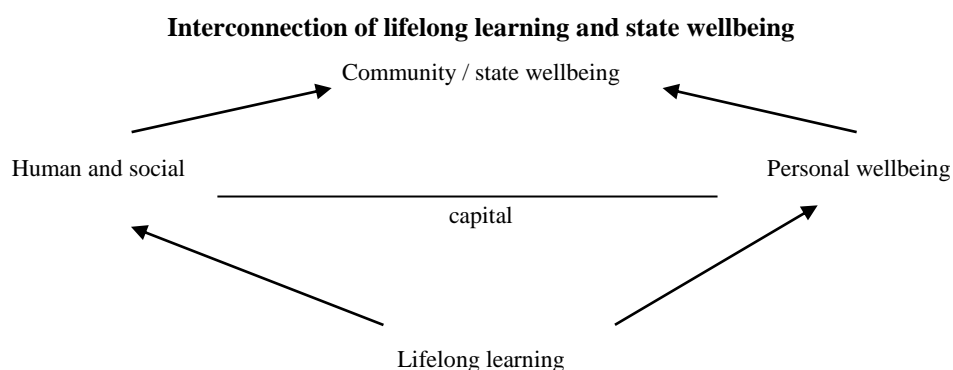 Interconnection of lifelong learning and state wellbeing
Community / state wellbeing
Human and social
Personal wellbeing
capital
Lifelong learning